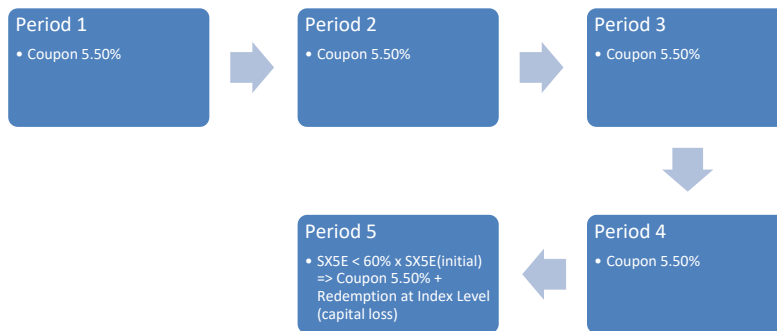 Period 1
• Coupon 5.50%
Period 2
• Coupon 5.50%
Period 3
• Coupon 5.50%
Period 4
• Coupon 5.50%
Period 5
• SX5E < 60% x SX5E(initial)
=> Coupon 5.50% +
Redemption at Index Level
(capital loss)